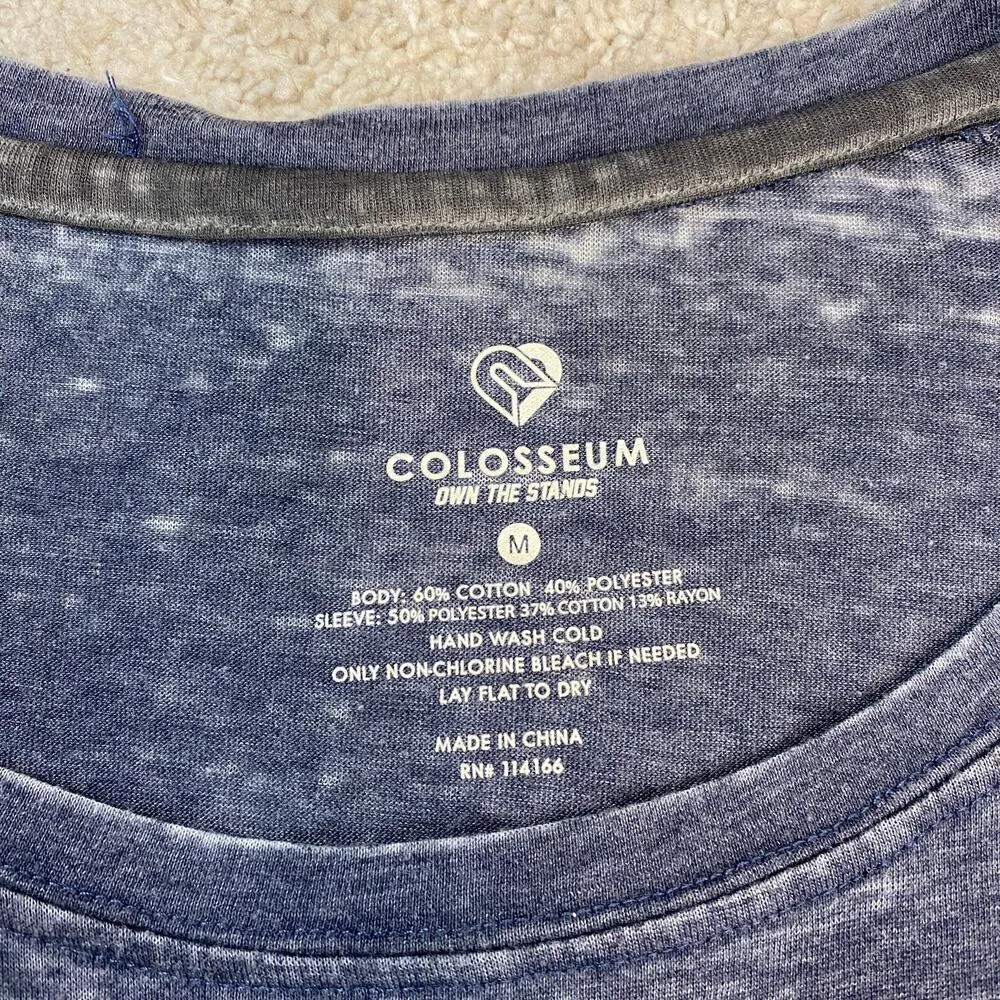 COLOSSEUM
OWN THE STANDS
M
BODY: 60% COTTON 40% POLYESTER
SLEEVE: 50% POLYESTER 37% COTTON 13% RAYON
HAND WASH COLD
ONLY NON-CHLORINE BLEACH IF NEEDED
LAY FLAT TO DRY
MADE IN CHINA
RN# 114166